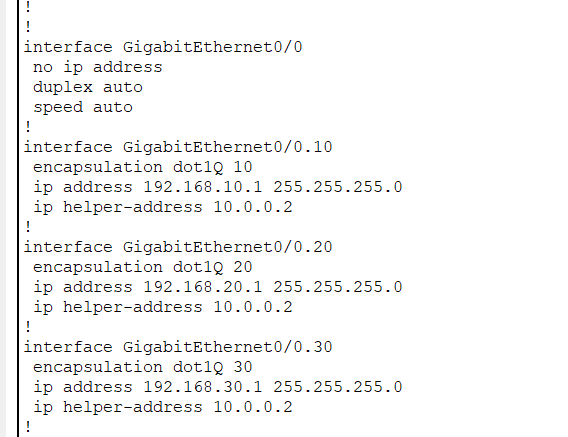 !
!
interface GigabitEthernet0/0
 no ip address
 duplex auto
 speed auto
!
interface GigabitEthernet0/0.10
 encapsulation dot1Q 10
 ip address 192.168.10.1 255.255.255.0
 ip helper-address 10.0.0.2
!
interface GigabitEthernet0/0.20
 encapsulation dot1Q 20
 ip address 192.168.20.1 255.255.255.0
 ip helper-address 10.0.0.2
!
interface GigabitEthernet0/0.30
 encapsulation dot1Q 30
 ip address 192.168.30.1 255.255.255.0
 ip helper-address 10.0.0.2
!